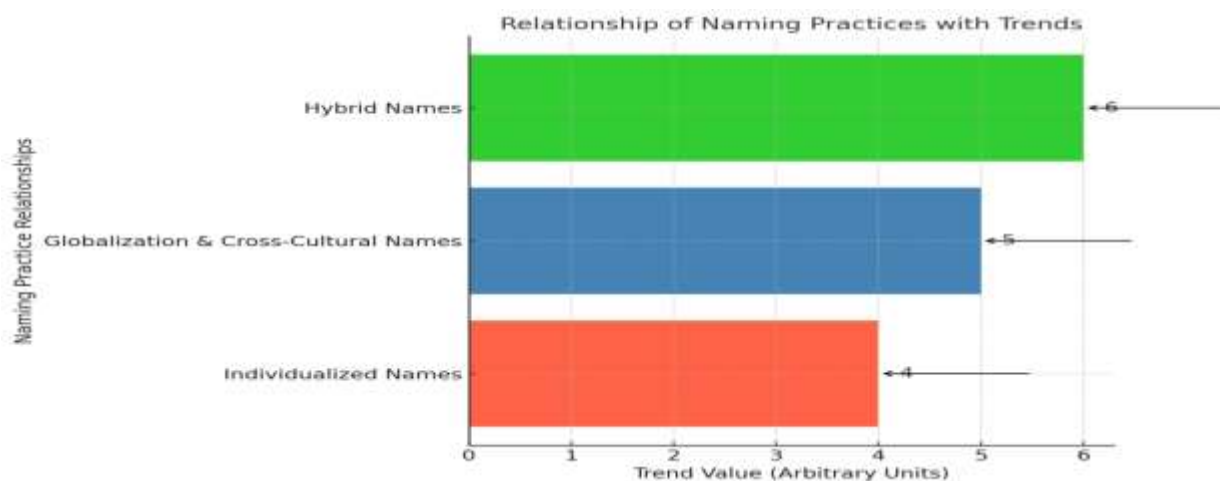 Relationship of Naming Practices with Trends
Naming Practice Relationships
Hybrid Names
6
Globalization & Cross-Cultural Names
5
Individualized Names
4
0 1 2 3 4 5 6
Trend Value (Arbitrary Units)